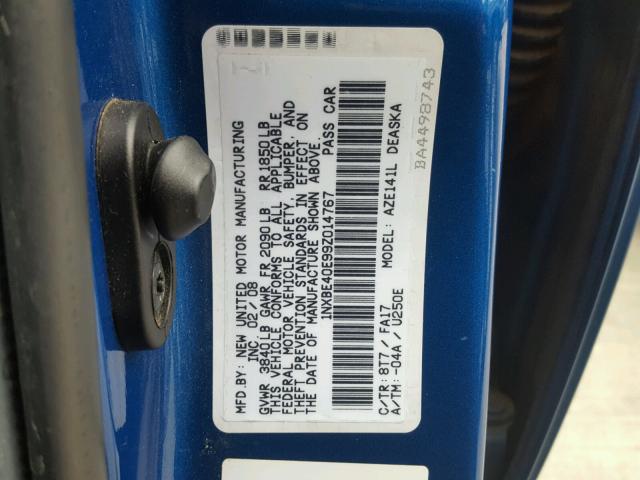 MFD.BY: NEW UNITED MOTOR MANUFACTURING
INC. 02/08
GVWR 3840LB GAWR FR 2090LB RR1850LB
THIS VEHICLE CONFORMS TO ALL APPLICABLE
FEDERAL MOTOR VEHICLE SAFETY, BUMPER, AND
THEFT PREVENTION STANDARDS IN EFFECT ON
THE DATE OF MANUFACTURE SHOWN ABOVE.
1NXBE40E99Z014767 PASS CAR
C/TR: 8T7 / FA17 AZE141L DEASKA
A/TM: -04A / U250E
BA4498743